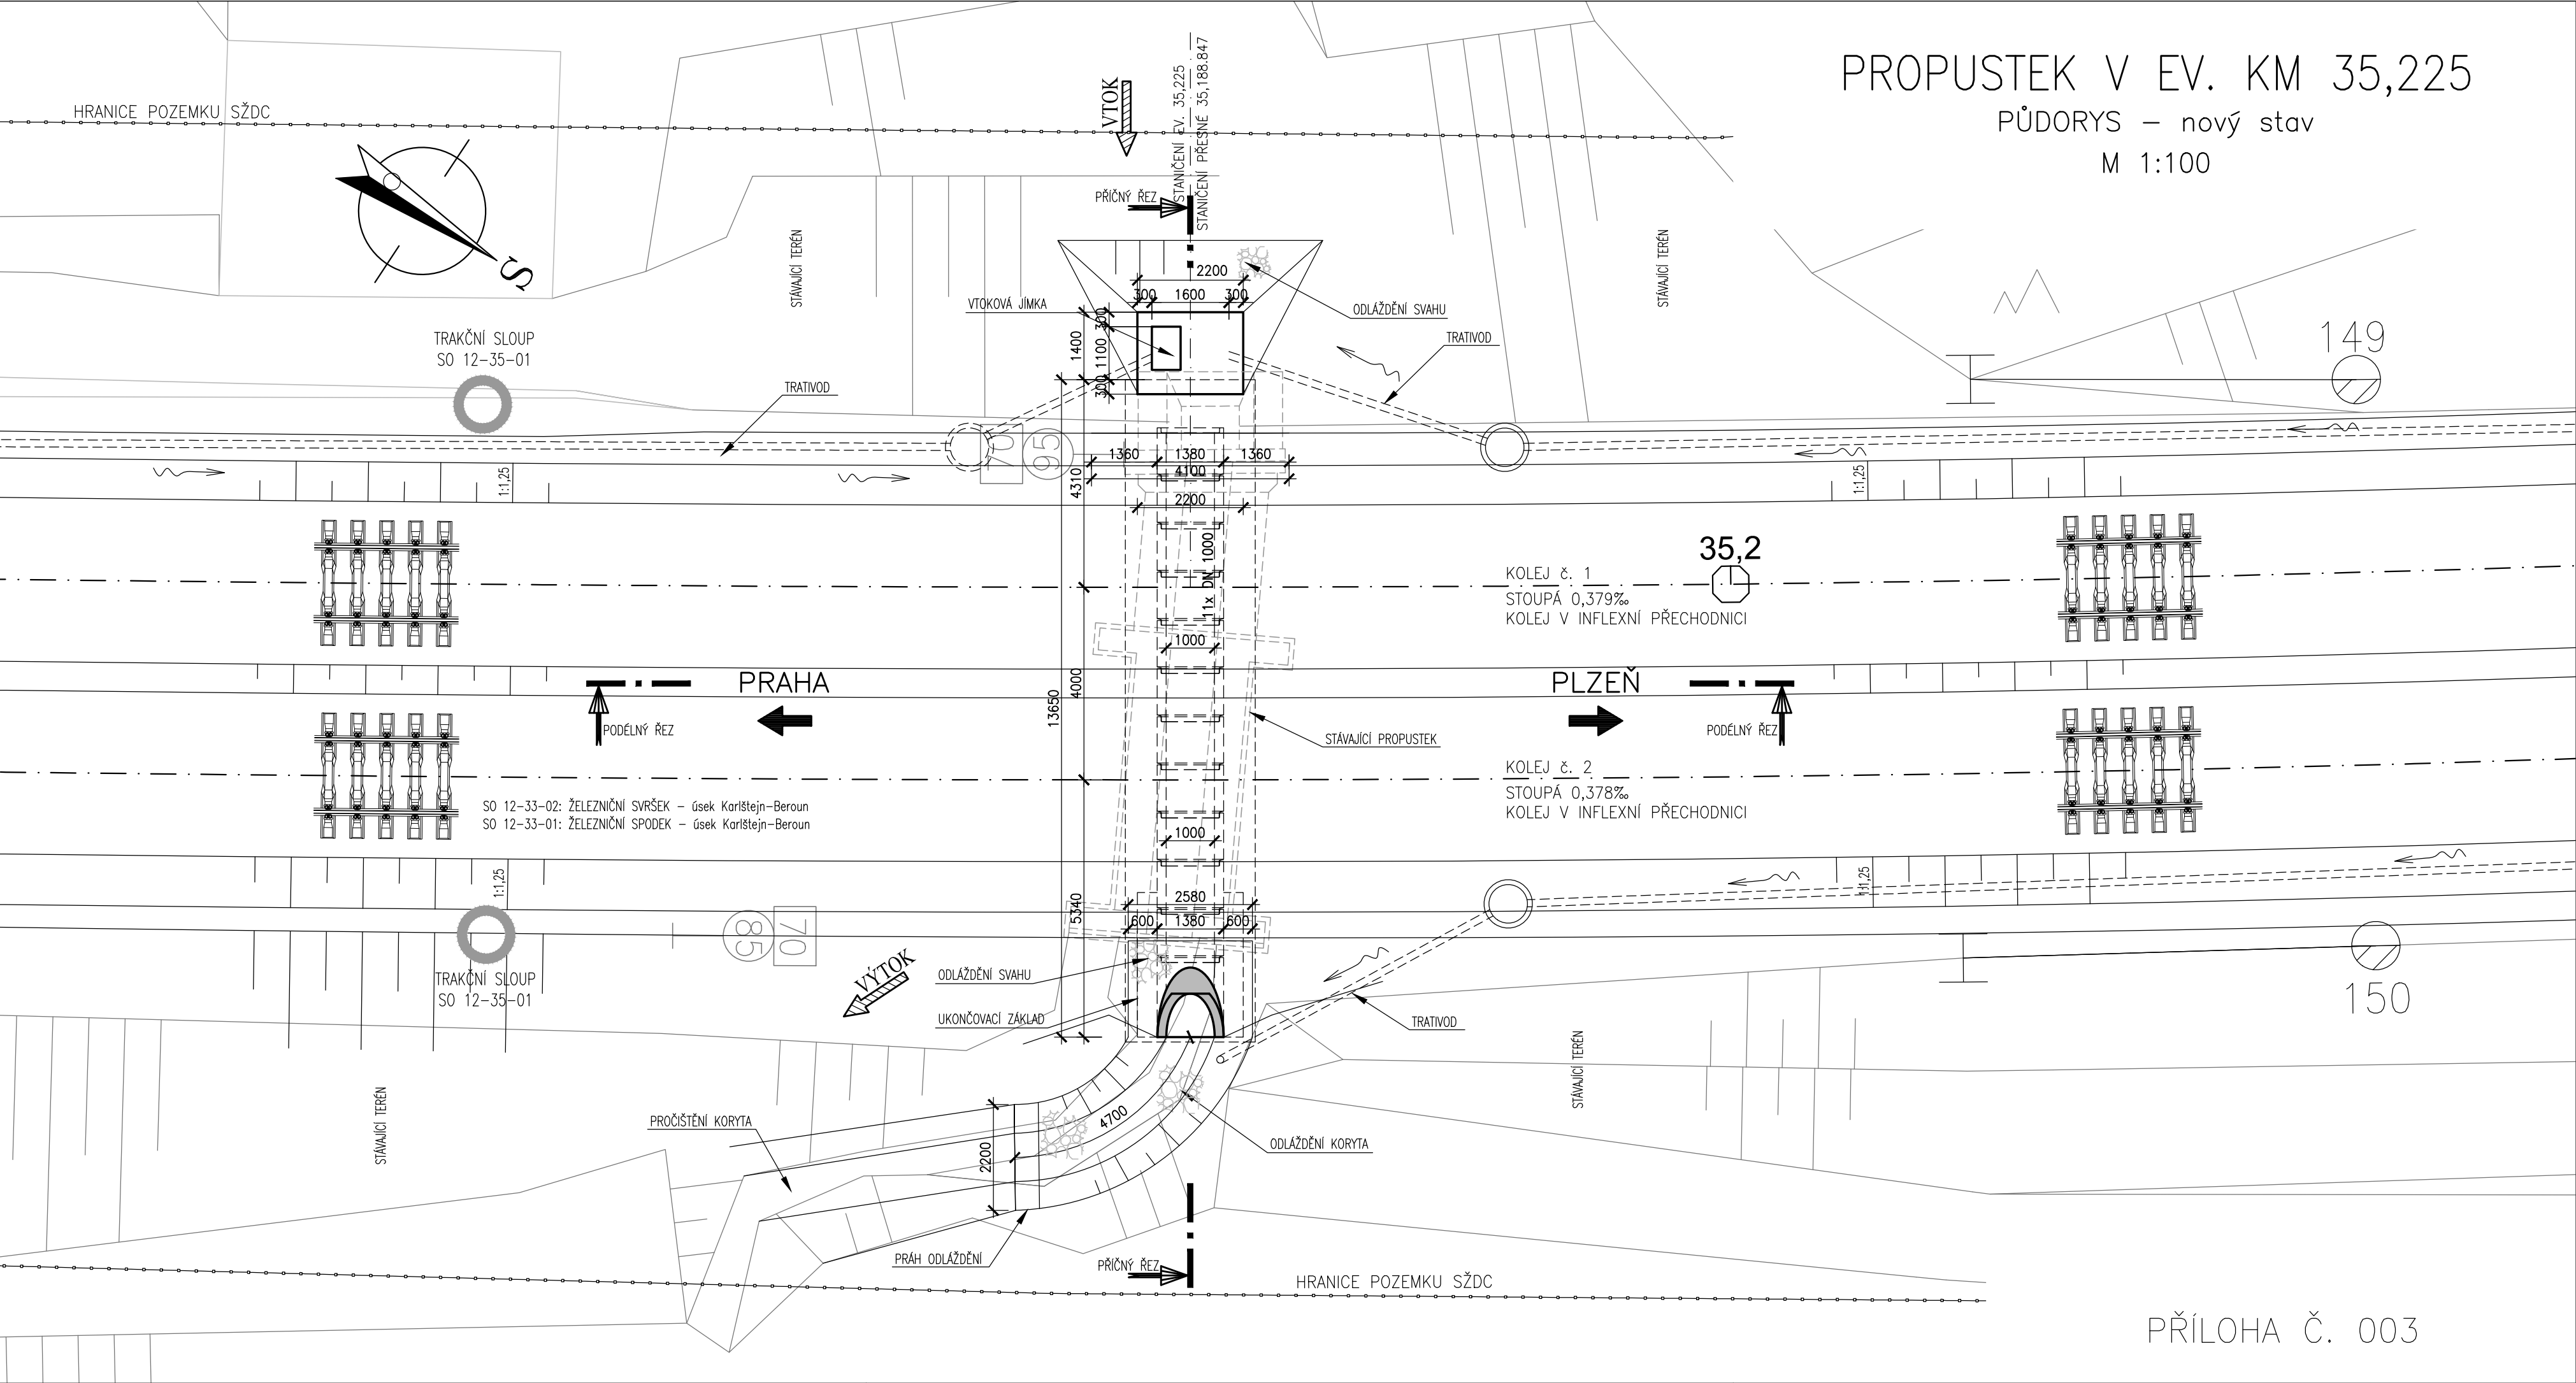 PROPUSTEK V EV. KM 35,225
PŮDORYS – nový stav
M 1:100
HRANICE POZEMKU SŽDC
VTOK
STANIČENÍ EV. 35,225
STANIČENÍ PŘESNÉ 35,188.847
PŘÍČNÝ ŘEZ
S
STÁVAJÍCÍ TERÉN
STÁVAJÍCÍ TERÉN
2200
300
1600
300
VTOKOVÁ JÍMKA
ODLÁŽDĚNÍ SVAHU
TRAKČNÍ SLOUP
SO 12-35-01
300
1100
300
1400
TRATIVOD
TRATIVOD
149
70
95
1360
1380
1360
4100
4310
2200
1:1,25
1:1,25
11x DN 1000
35,2
KOLEJ č. 1
STOUPÁ 0,379‰
KOLEJ V INFLEXNÍ PŘECHODNICI
1000
PRAHA
PLZEŇ
4000
13650
PODÉLNÝ ŘEZ
PODÉLNÝ ŘEZ
STÁVAJÍCÍ PROPUSTEK
KOLEJ č. 2
STOUPÁ 0,378‰
KOLEJ V INFLEXNÍ PŘECHODNICI
SO 12-33-02: ŽELEZNIČNÍ SVRŠEK – úsek Karlštejn-Beroun
SO 12-33-01: ŽELEZNIČNÍ SPODEK – úsek Karlštejn-Beroun
1000
1:1,25
1:1,25
2580
5340
600
1380
600
85
70
VÝTOK
TRAKČNÍ SLOUP
SO 12-35-01
ODLÁŽDĚNÍ SVAHU
UKONČOVACÍ ZÁKLAD
TRATIVOD
150
STÁVAJÍCÍ TERÉN
STÁVAJÍCÍ TERÉN
PROČIŠTĚNÍ KORYTA
4700
2200
ODLÁŽDĚNÍ KORYTA
PRÁH ODLÁŽDĚNÍ
PŘÍČNÝ ŘEZ
HRANICE POZEMKU SŽDC
PŘÍLOHA Č. 003